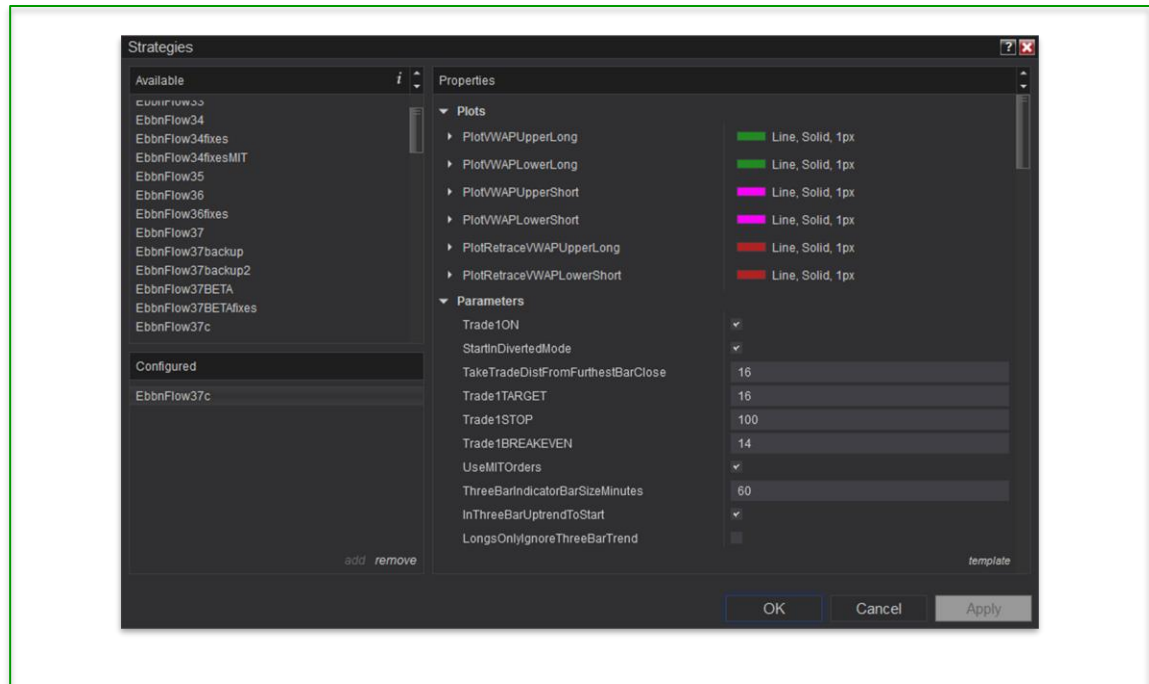 Strategies
?
Available
i
EbbnFlow33
EbbnFlow34
EbbnFlow34fixes
EbbnFlow34fixesMIT
EbbnFlow35
EbbnFlow36
EbbnFlow36fixes
EbbnFlow37
EbbnFlow37backup
EbbnFlow37backup2
EbbnFlow37BETA
EbbnFlow37BETAfixes
EbbnFlow37c
Configured
EbbnFlow37c
add remove
Properties
Plots
PlotVWAPUpperLong Line, Solid, 1px
PlotVWAPLowerLong Line, Solid, 1px
PlotVWAPUpperShort Line, Solid, 1px
PlotVWAPLowerShort Line, Solid, 1px
PlotRetraceVWAPUpperLong Line, Solid, 1px
PlotRetraceVWAPLowerShort Line, Solid, 1px
Parameters
Trade1ON
StartInDivertedMode
TakeTradeDistFromFurthestBarClose 16
Trade1TARGET 16
Trade1STOP 100
Trade1BREAKEVEN 14
UseMITOrders
ThreeBarIndicatorBarSizeMinutes 60
InThreeBarUptrendToStart
LongsOnlyIgnoreThreeBarTrend
template
OK Cancel Apply